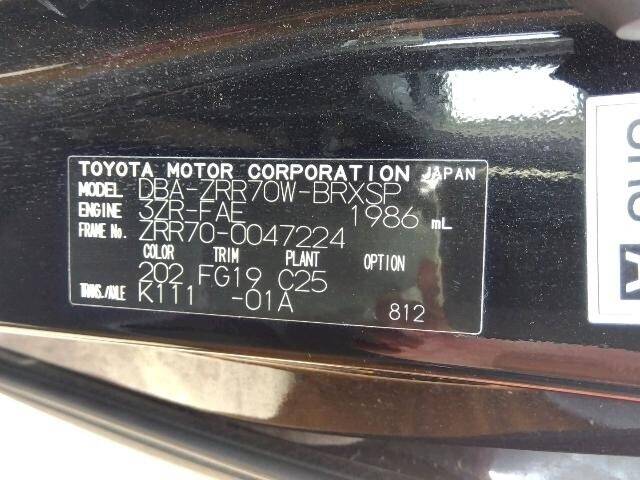 TOYOTA MOTOR CORPORATION JAPAN
MODEL DBA-ZRR70W-BRXSP
ENGINE 3ZR-FAE 1986 mL
FRAME No. ZRR70-0047224
COLOR TRIM PLANT OPTION
202 FG19 C25
TRANS./AXLE K111 -01A
812